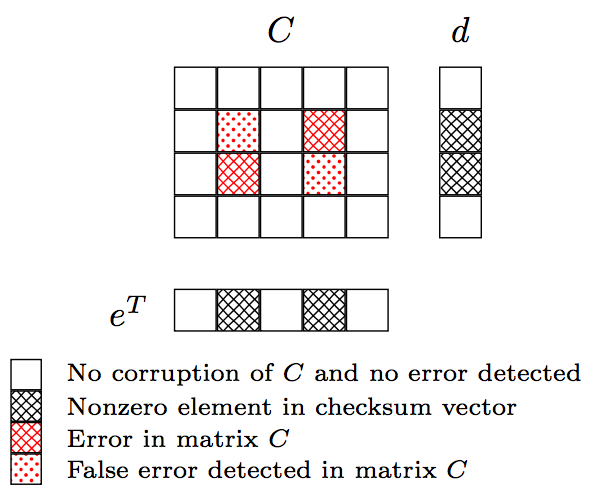 C d
e^T
No corruption of C and no error detected
Nonzero element in checksum vector
Error in matrix C
False error detected in matrix C